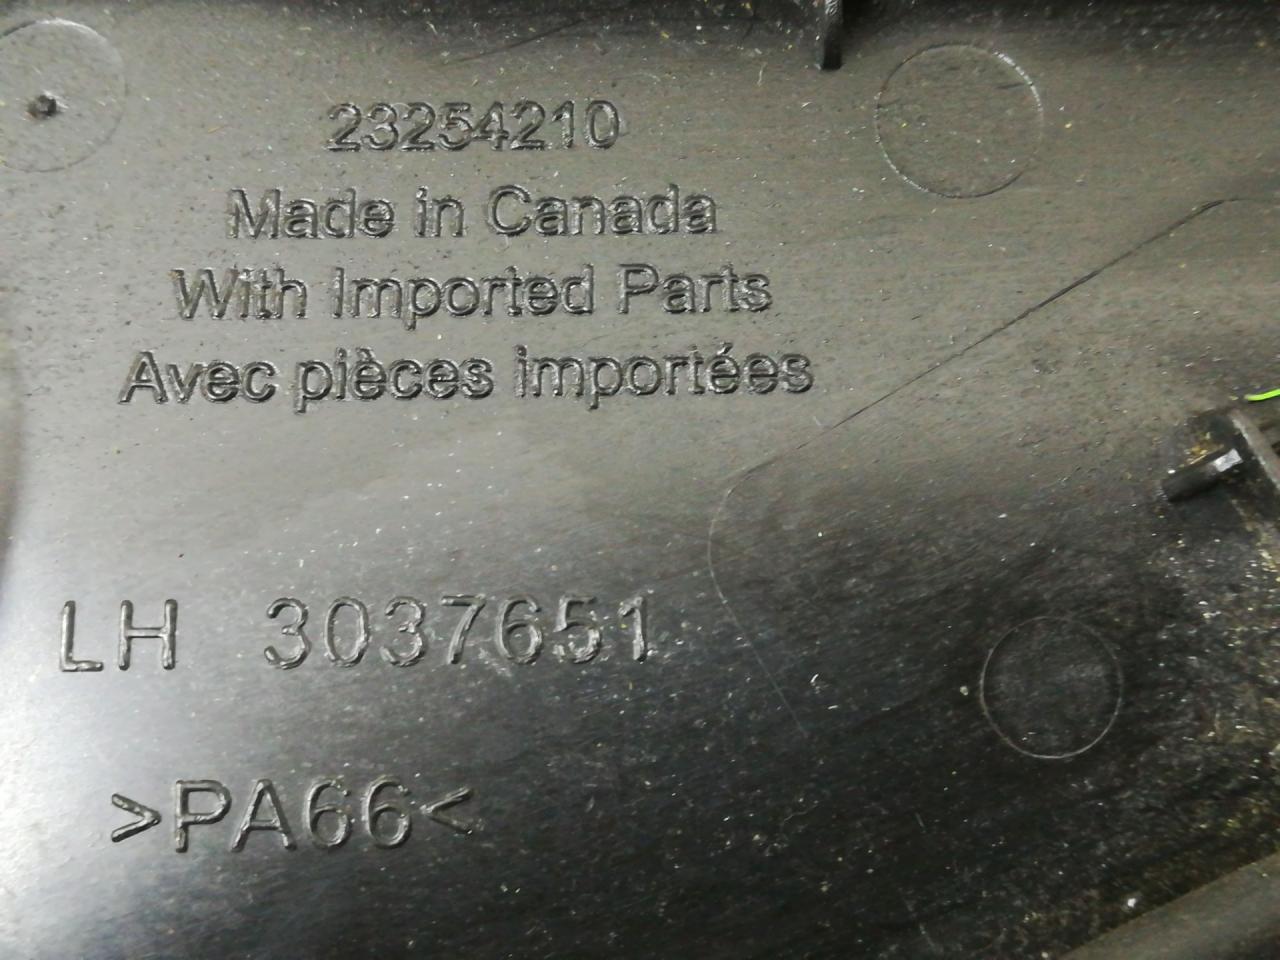 23254210
Made in Canada
With Imported Parts
Avec pièces importées
LH 3037651
>PA66<